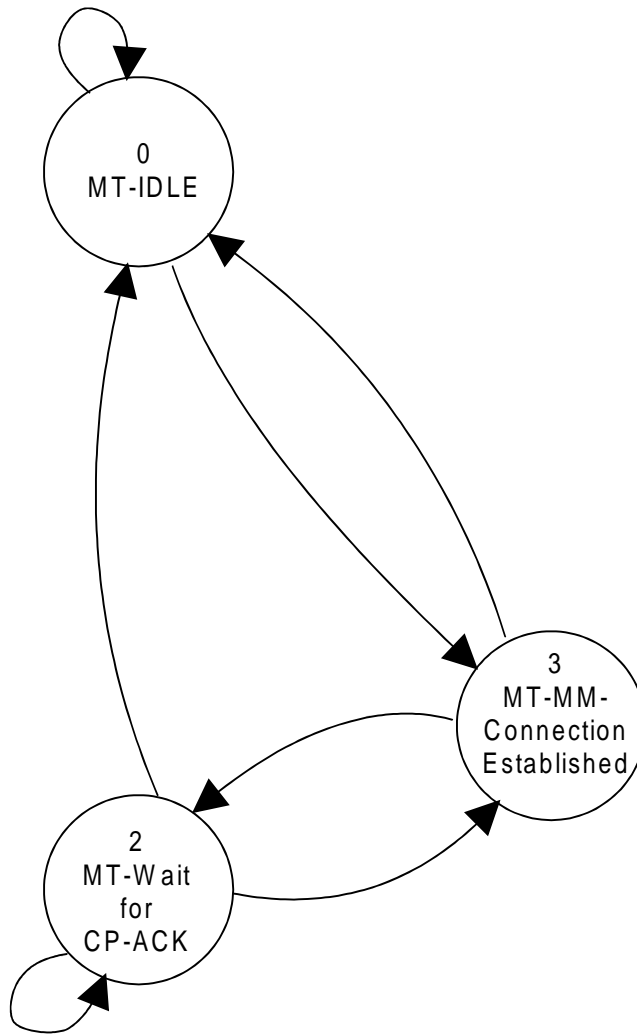 0
MT-IDLE
3
MT-MM-
Connection
Established
2
MT-Wait
for
CP-ACK